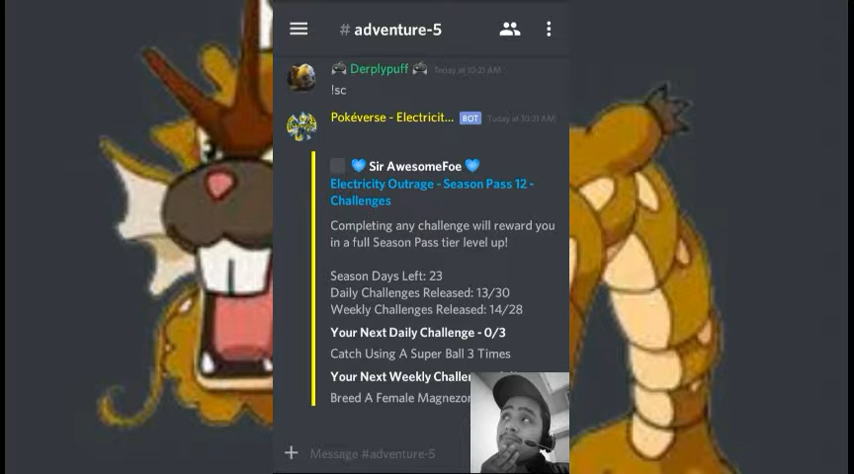 # adventure-5
Derplypuff Today at 10:21 AM
!sc
Pokéverse - Electricit... BOT Today at 10:21 AM
Sir AwesomeFoe
Electricity Outrage - Season Pass 12 -
Challenges
Completing any challenge will reward you
in a full Season Pass tier level up!
Season Days Left: 23
Daily Challenges Released: 13/30
Weekly Challenges Released: 14/28
Your Next Daily Challenge - 0/3
Catch Using A Super Ball 3 Times
Your Next Weekly Challe
Breed A Female Magnezo
Message #adventure-5